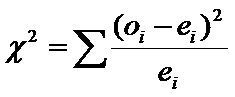 χ² = ∑ (oᵢ − eᵢ)² / eᵢ